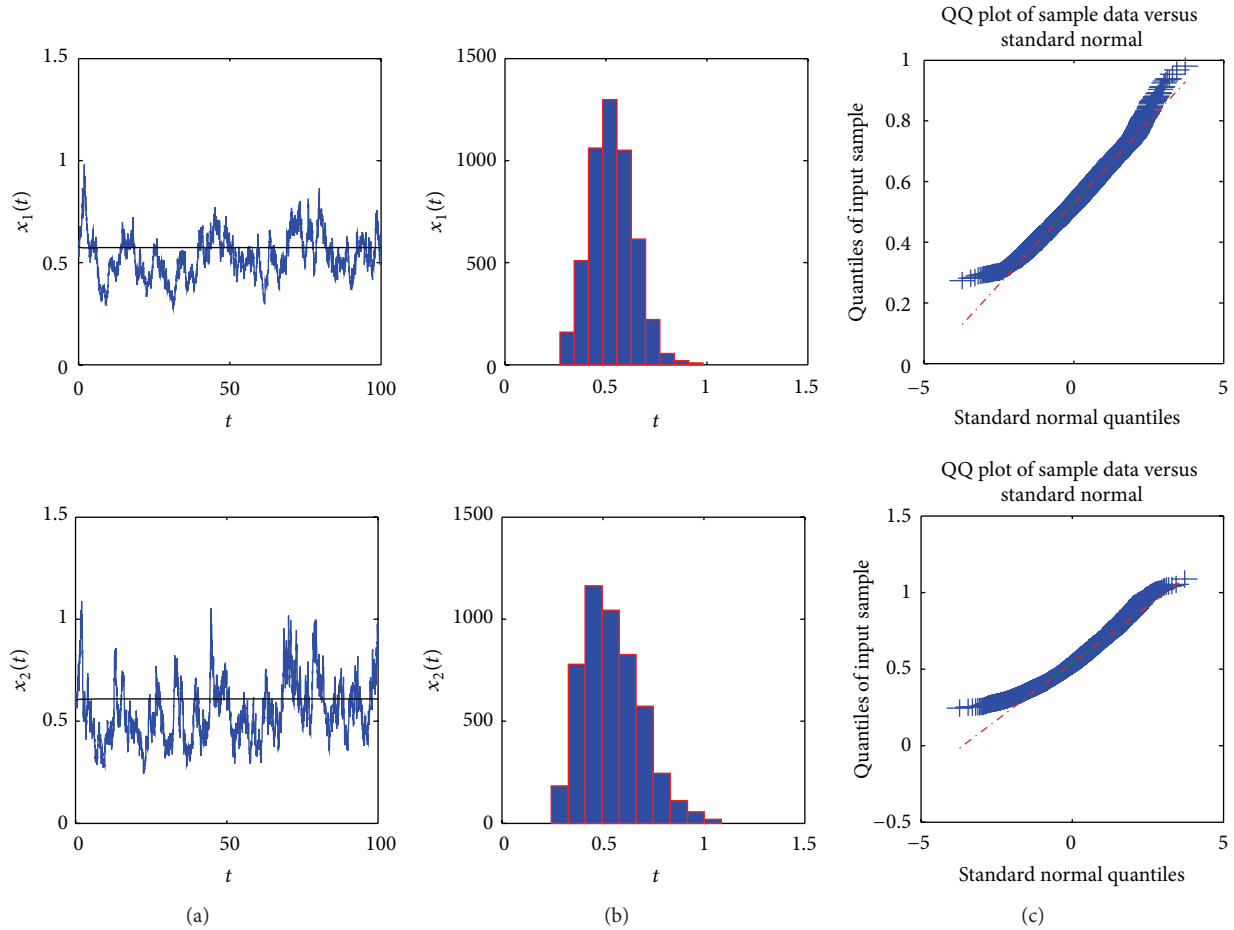 1.5
1
0.5
0
x₁(t)
0
50
100
t
1500
1000
500
0
x₁(t)
0
0.5
1
1.5
t
QQ plot of sample data versus
standard normal
1
0.8
0.6
0.4
0.2
0
Quantiles of input sample
−5
0
5
Standard normal quantiles
1.5
1
0.5
0
x₂(t)
0
50
100
t
1500
1000
500
0
x₂(t)
0
0.5
1
1.5
t
QQ plot of sample data versus
standard normal
1.5
1
0.5
0
−0.5
Quantiles of input sample
−5
0
5
Standard normal quantiles
(a)
(b)
(c)